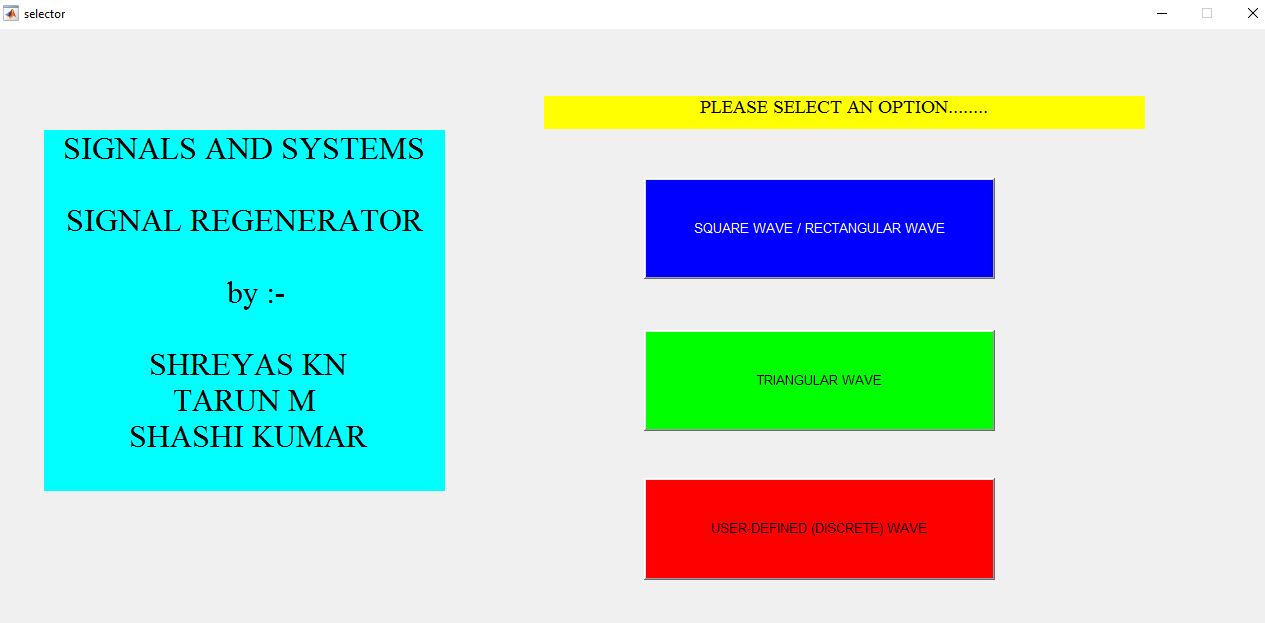 selector
SIGNALS AND SYSTEMS
SIGNAL REGENERATOR
by :-
SHREYAS KN
TARUN M
SHASHI KUMAR
PLEASE SELECT AN OPTION........
SQUARE WAVE / RECTANGULAR WAVE
TRIANGULAR WAVE
USER-DEFINED (DISCRETE) WAVE